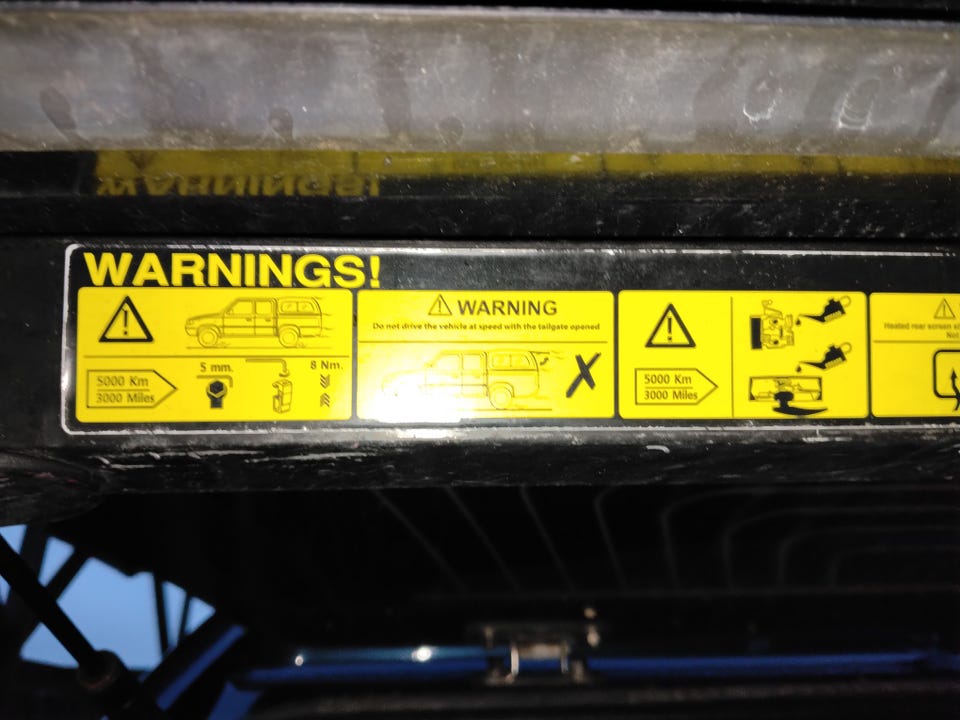 WARNINGS!
5000 Km
3000 Miles
5 mm.
8 Nm.
WARNING
Do not drive the vehicle at speed with the tailgate opened
5000 Km
3000 Miles
Heated rear screen